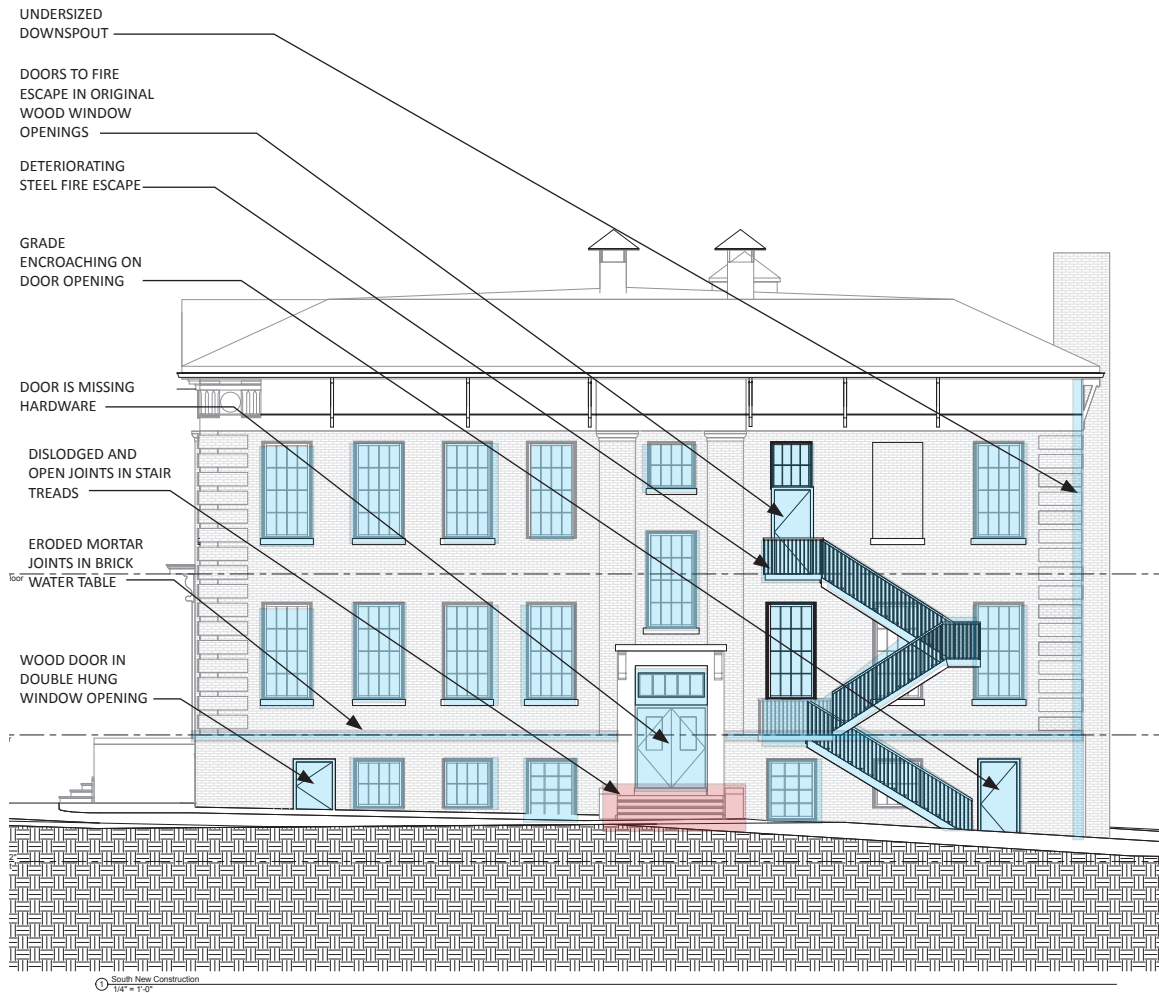 UNDERSIZED
DOWNSPOUT
DOORS TO FIRE
ESCAPE IN ORIGINAL
WOOD WINDOW
OPENINGS
DETERIORATING
STEEL FIRE ESCAPE
GRADE
ENCROACHING ON
DOOR OPENING
DOOR IS MISSING
HARDWARE
DISLODGED AND
OPEN JOINTS IN STAIR
TREADS
ERODED MORTAR
JOINTS IN BRICK
WATER TABLE
WOOD DOOR IN
DOUBLE HUNG
WINDOW OPENING
1 South New Construction
1/4" = 1'-0"